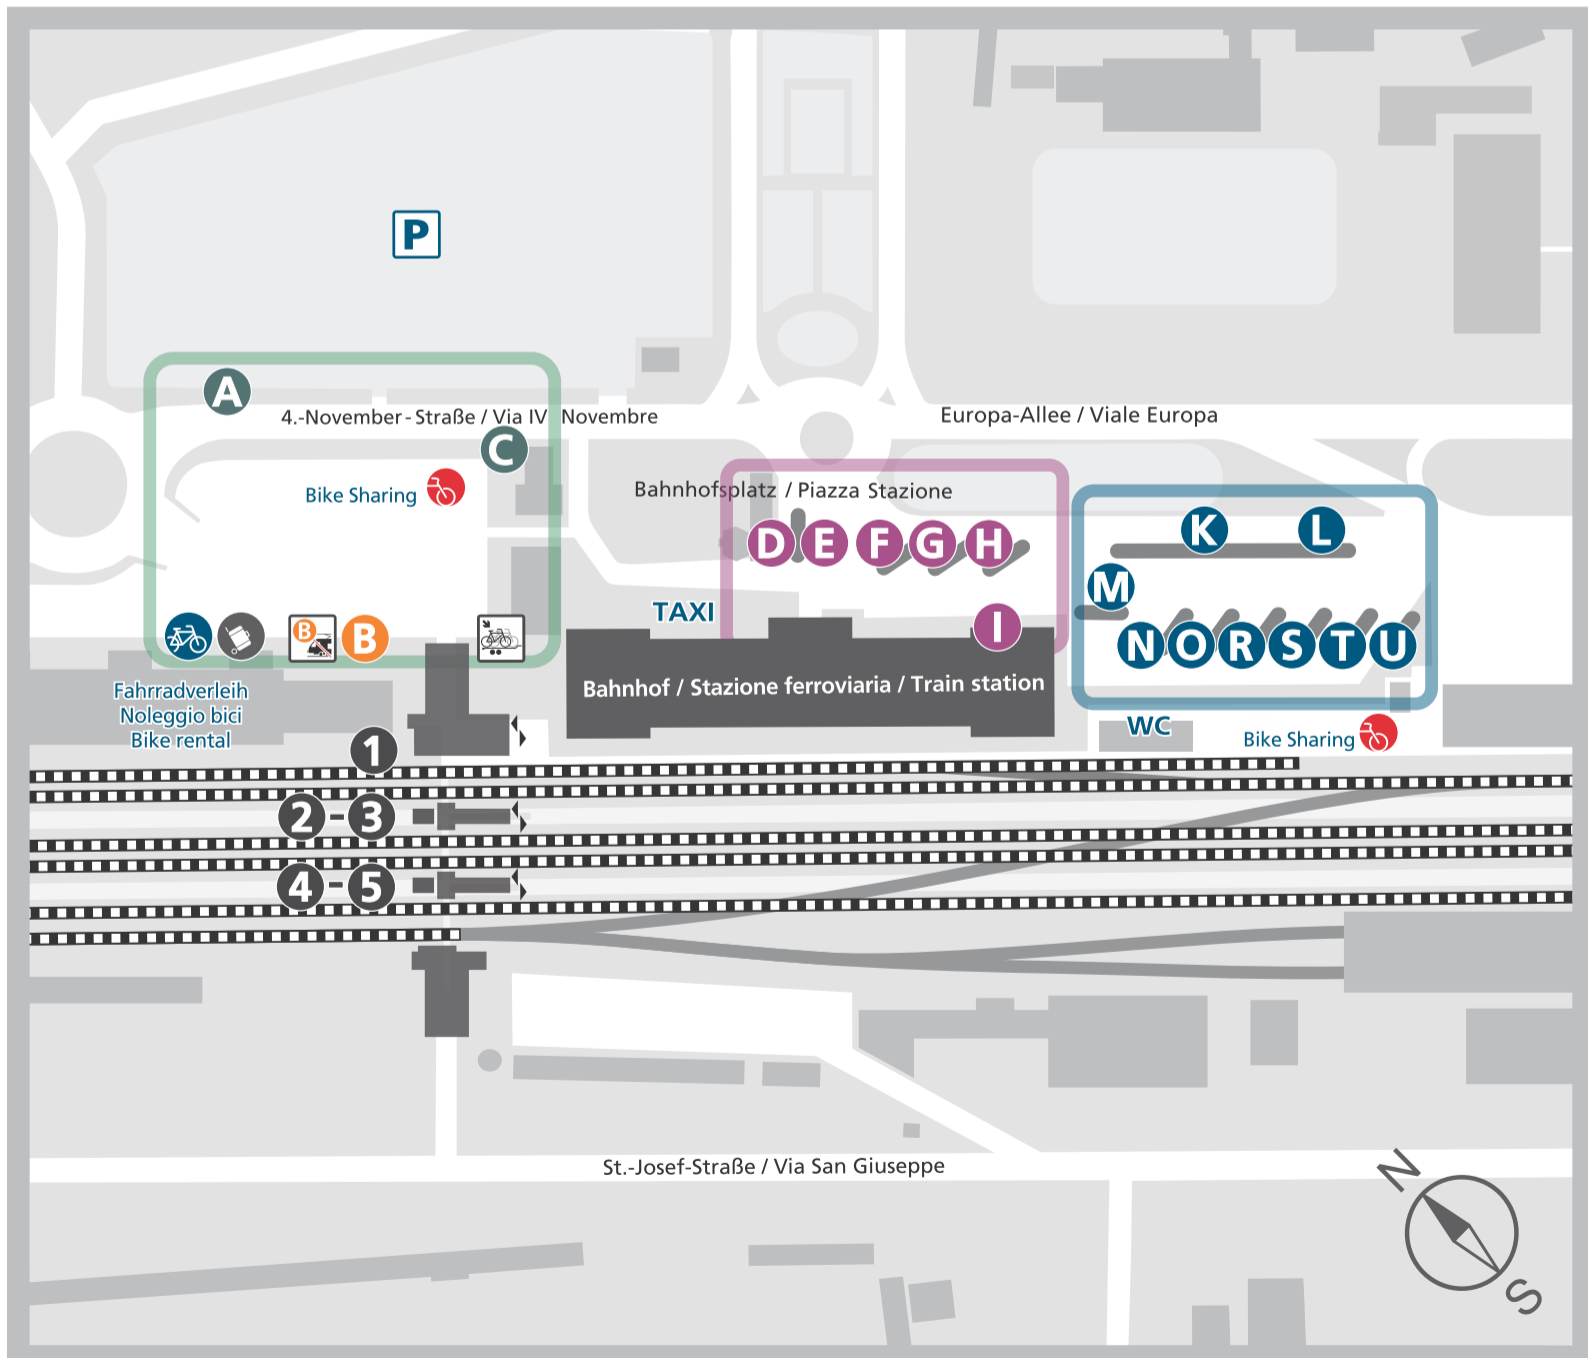 P
A
4.-November-Straße / Via IV Novembre
Europa-Allee / Viale Europa
C
Bike Sharing
Bahnhofsplatz / Piazza Stazione
D E F G H
K L
M
TAXI
I
B B
N O R S T U
Bahnhof / Stazione ferroviaria / Train station
Fahrradverleih
Noleggio bici
Bike rental
WC
Bike Sharing
1
2-3
4-5
St.-Josef-Straße / Via San Giuseppe
N
S